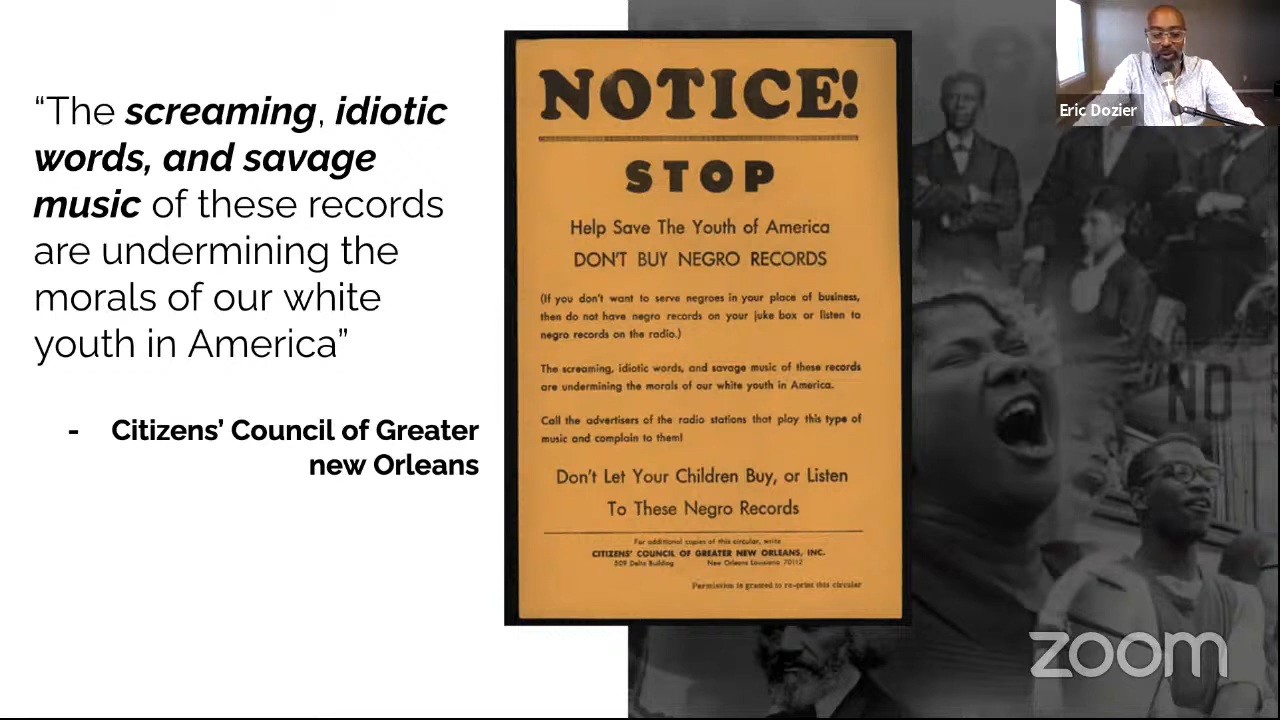 “The screaming, idiotic
words, and savage
music of these records
are undermining the
morals of our white
youth in America”
- Citizens’ Council of Greater
new Orleans
NOTICE!
STOP
Help Save The Youth of America
DON'T BUY NEGRO RECORDS
(If you don't want to serve negroes in your place of business,
then do not have negro records on your juke box or listen to
negro records on the radio.)
The screaming, idiotic words, and savage music of these records
are undermining the morals of our white youth in America.
Call the advertisers of the radio stations that play this type of
music and complain to them!
Don't Let Your Children Buy, or Listen
To These Negro Records
For additional copies of this circular, write
CITIZENS' COUNCIL OF GREATER NEW ORLEANS, INC.
509 Delta Building New Orleans Louisiana 70112
Permission is granted to re-print this circular
Eric Dozier
NO
zoom